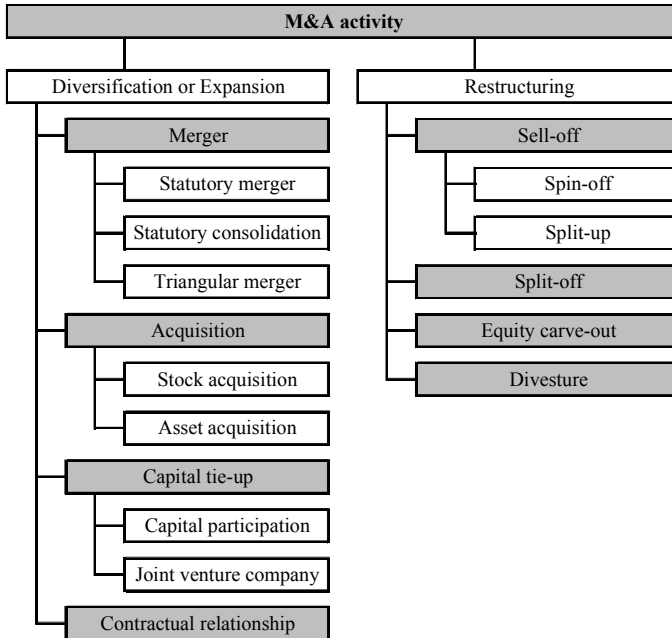 M&A activity
Diversification or Expansion
Merger
Statutory merger
Statutory consolidation
Triangular merger
Acquisition
Stock acquisition
Asset acquisition
Capital tie-up
Capital participation
Joint venture company
Contractual relationship
Restructuring
Sell-off
Spin-off
Split-up
Split-off
Equity carve-out
Divesture